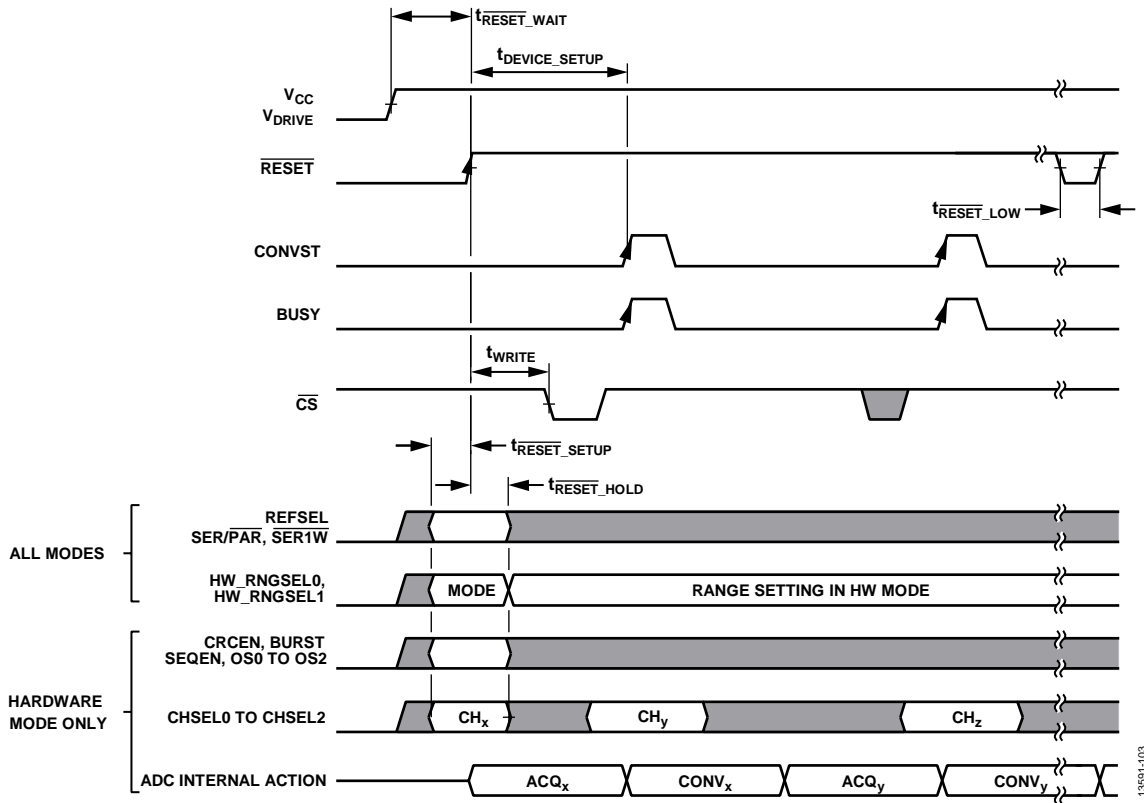 tRESET_WAIT
tDEVICE_SETUP
VCC
VDRIVE
RESET
tRESET_LOW
CONVST
BUSY
tWRITE
CS
tRESET_SETUP
tRESET_HOLD
ALL MODES
REFSEL
SER/PAR, SER1W
HW_RNGSEL0,
HW_RNGSEL1
MODE
RANGE SETTING IN HW MODE
HARDWARE
MODE ONLY
CRCEN, BURST
SEQEN, OS0 TO OS2
CHSEL0 TO CHSEL2
CHx
CHy
CHz
ADC INTERNAL ACTION
ACQx
CONVx
ACQy
CONVy
13591-103